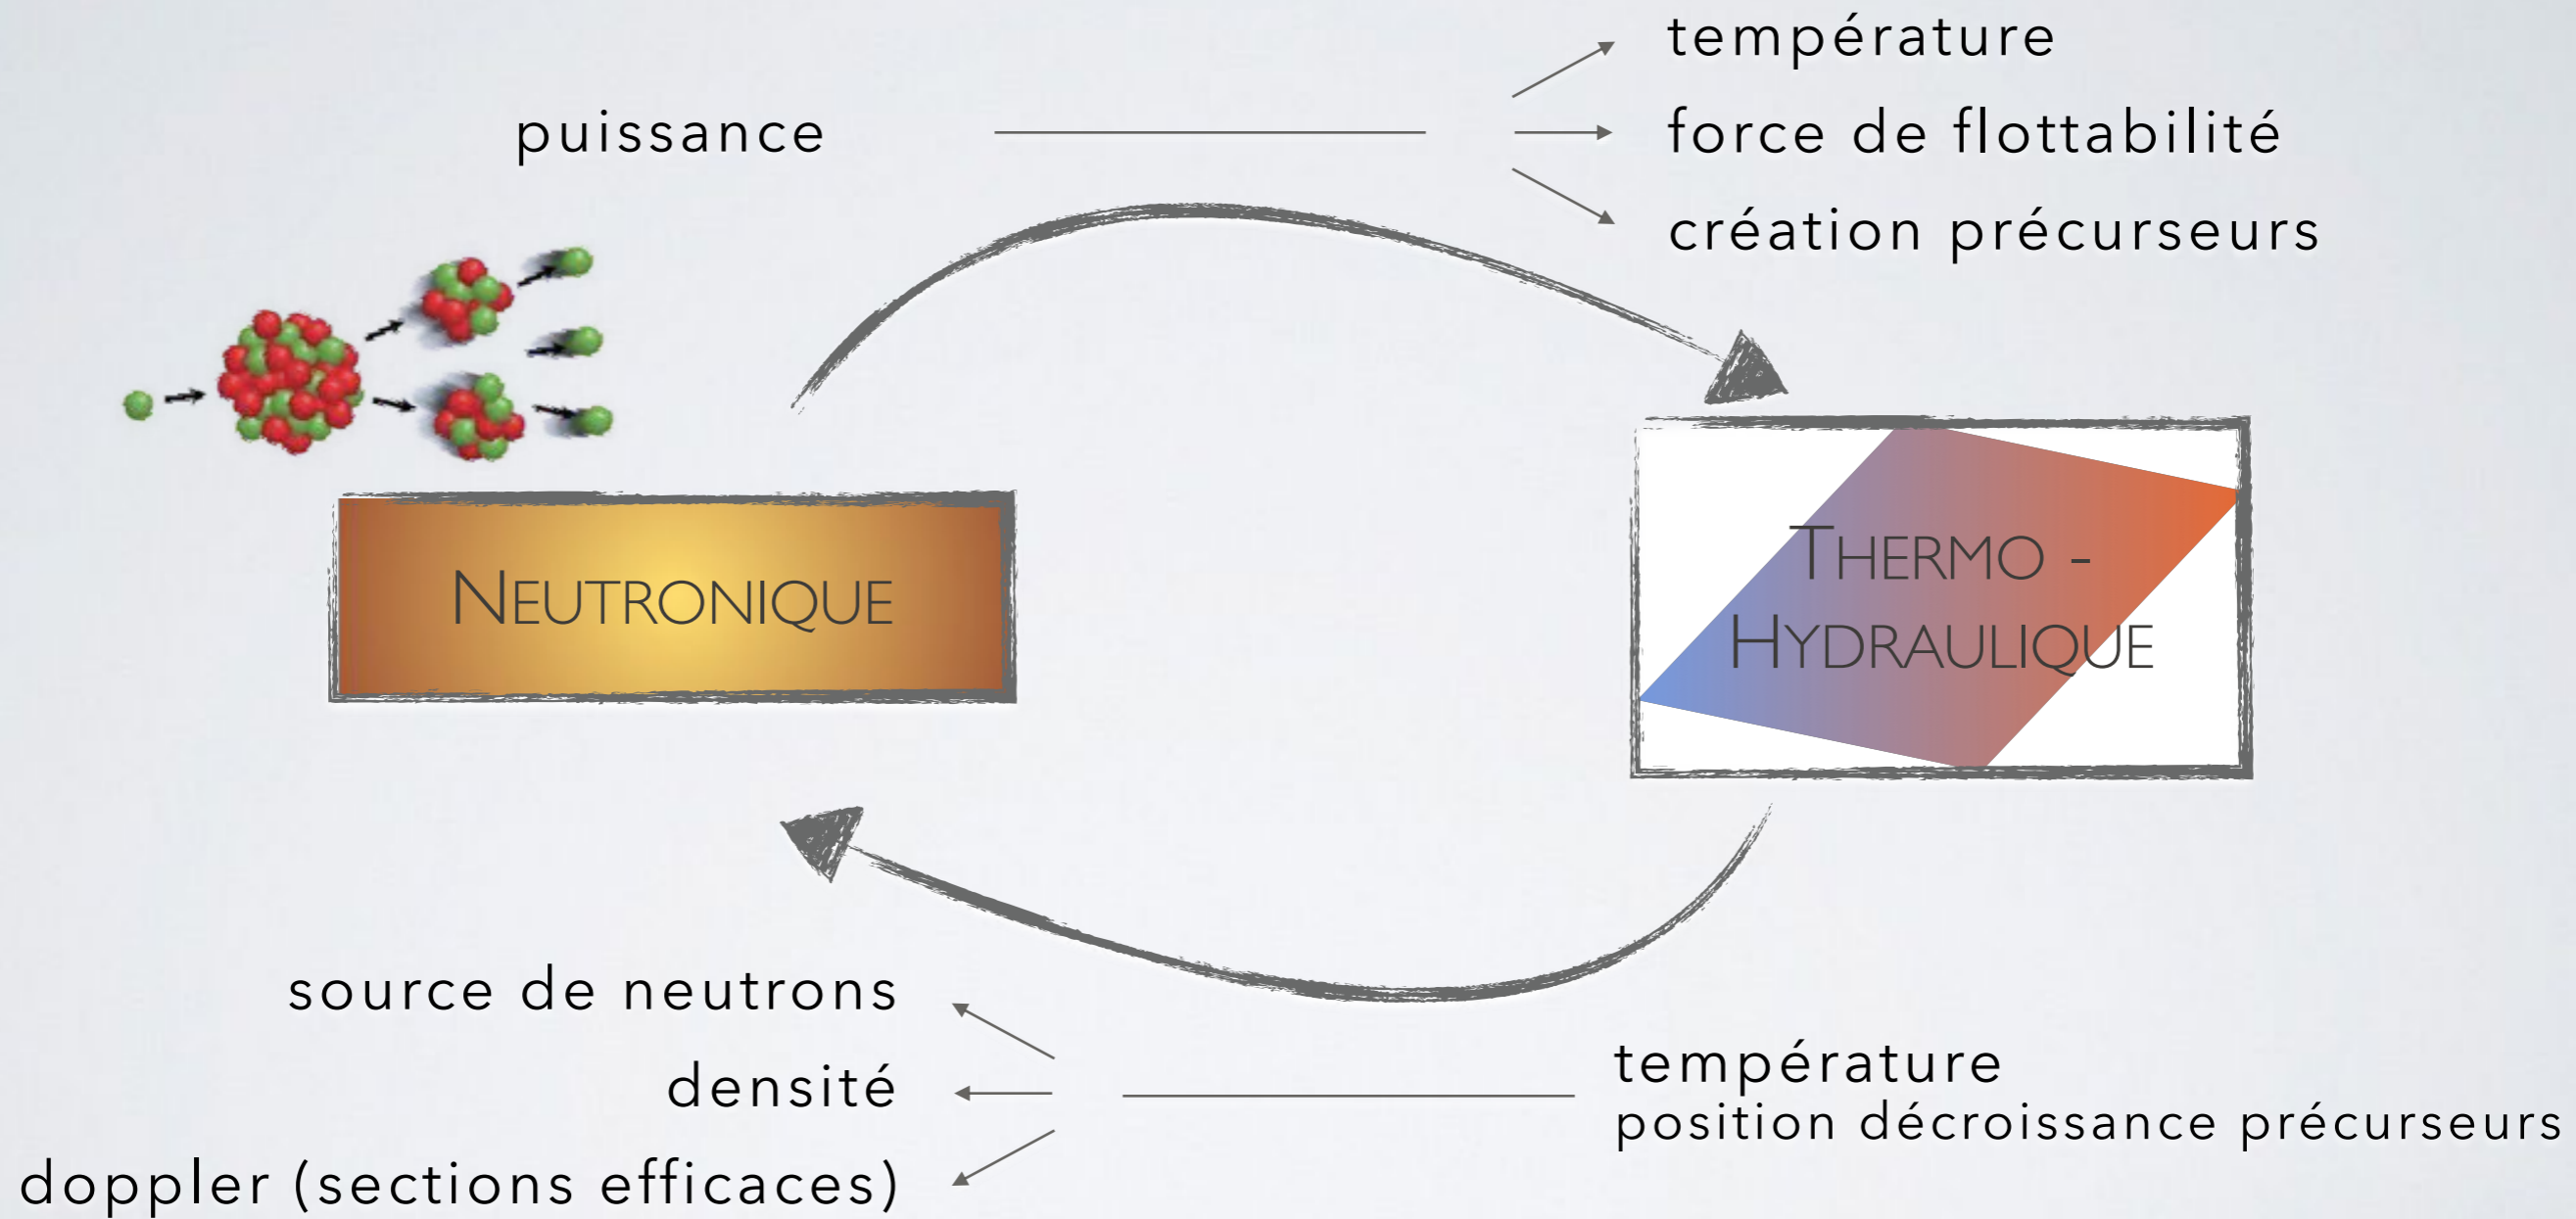 puissance
température
force de flottabilité
création précurseurs
NEUTRONIQUE
THERMO -
HYDRAULIQUE
source de neutrons
densité
doppler (sections efficaces)
température
position décroissance précurseurs